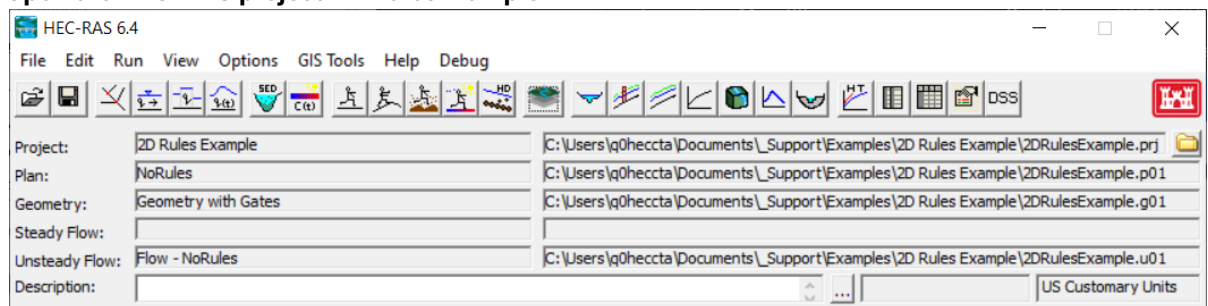 HEC-RAS 6.4
File Edit Run View Options GIS Tools Help Debug
SED C(t) HD HT DSS
Project: 2D Rules Example C:\Users\q0heccta\Documents\_Support\Examples\2D Rules Example\2DRulesExample.prj
Plan: NoRules C:\Users\q0heccta\Documents\_Support\Examples\2D Rules Example\2DRulesExample.p01
Geometry: Geometry with Gates C:\Users\q0heccta\Documents\_Support\Examples\2D Rules Example\2DRulesExample.g01
Steady Flow:
Unsteady Flow: Flow - NoRules C:\Users\q0heccta\Documents\_Support\Examples\2D Rules Example\2DRulesExample.u01
Description: ... US Customary Units